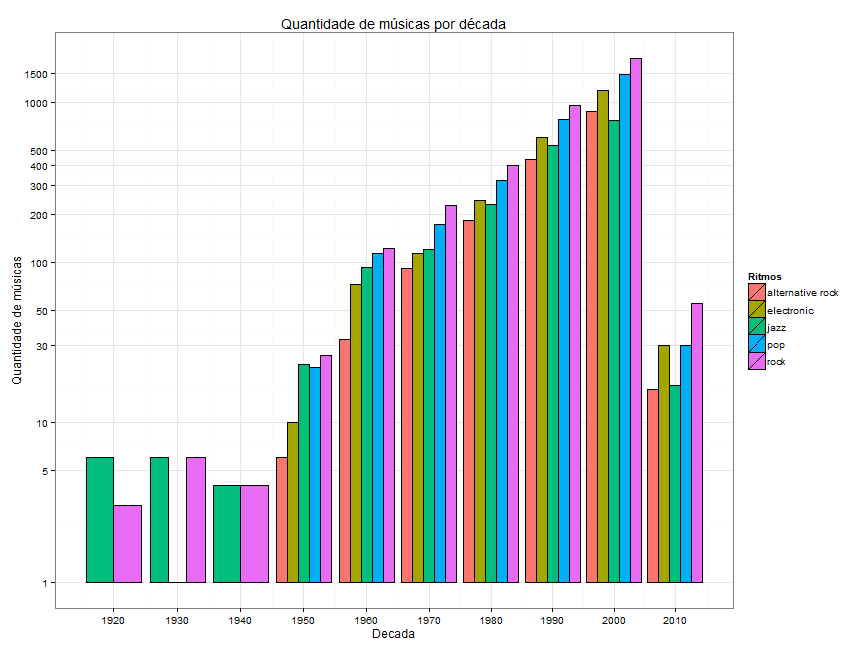 Quantidade de músicas por década
Quantidade de músicas
1500
1000
500
400
300
200
100
50
30
10
5
1
1920 1930 1940 1950 1960 1970 1980 1990 2000 2010
Decada
Ritmos
alternative rock
electronic
jazz
pop
rock